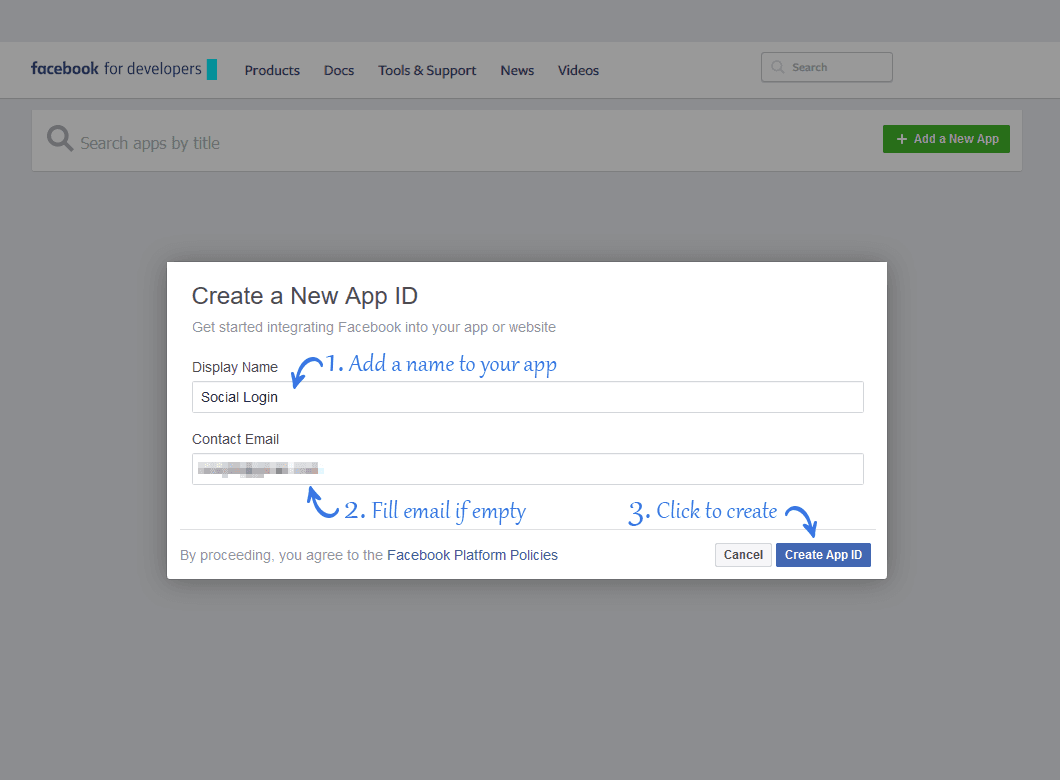 facebook for developers Products Docs Tools & Support News Videos Search
Search apps by title + Add a New App
Create a New App ID
Get started integrating Facebook into your app or website
Display Name 1. Add a name to your app
Social Login
Contact Email
2. Fill email if empty 3. Click to create
By proceeding, you agree to the Facebook Platform Policies Cancel Create App ID